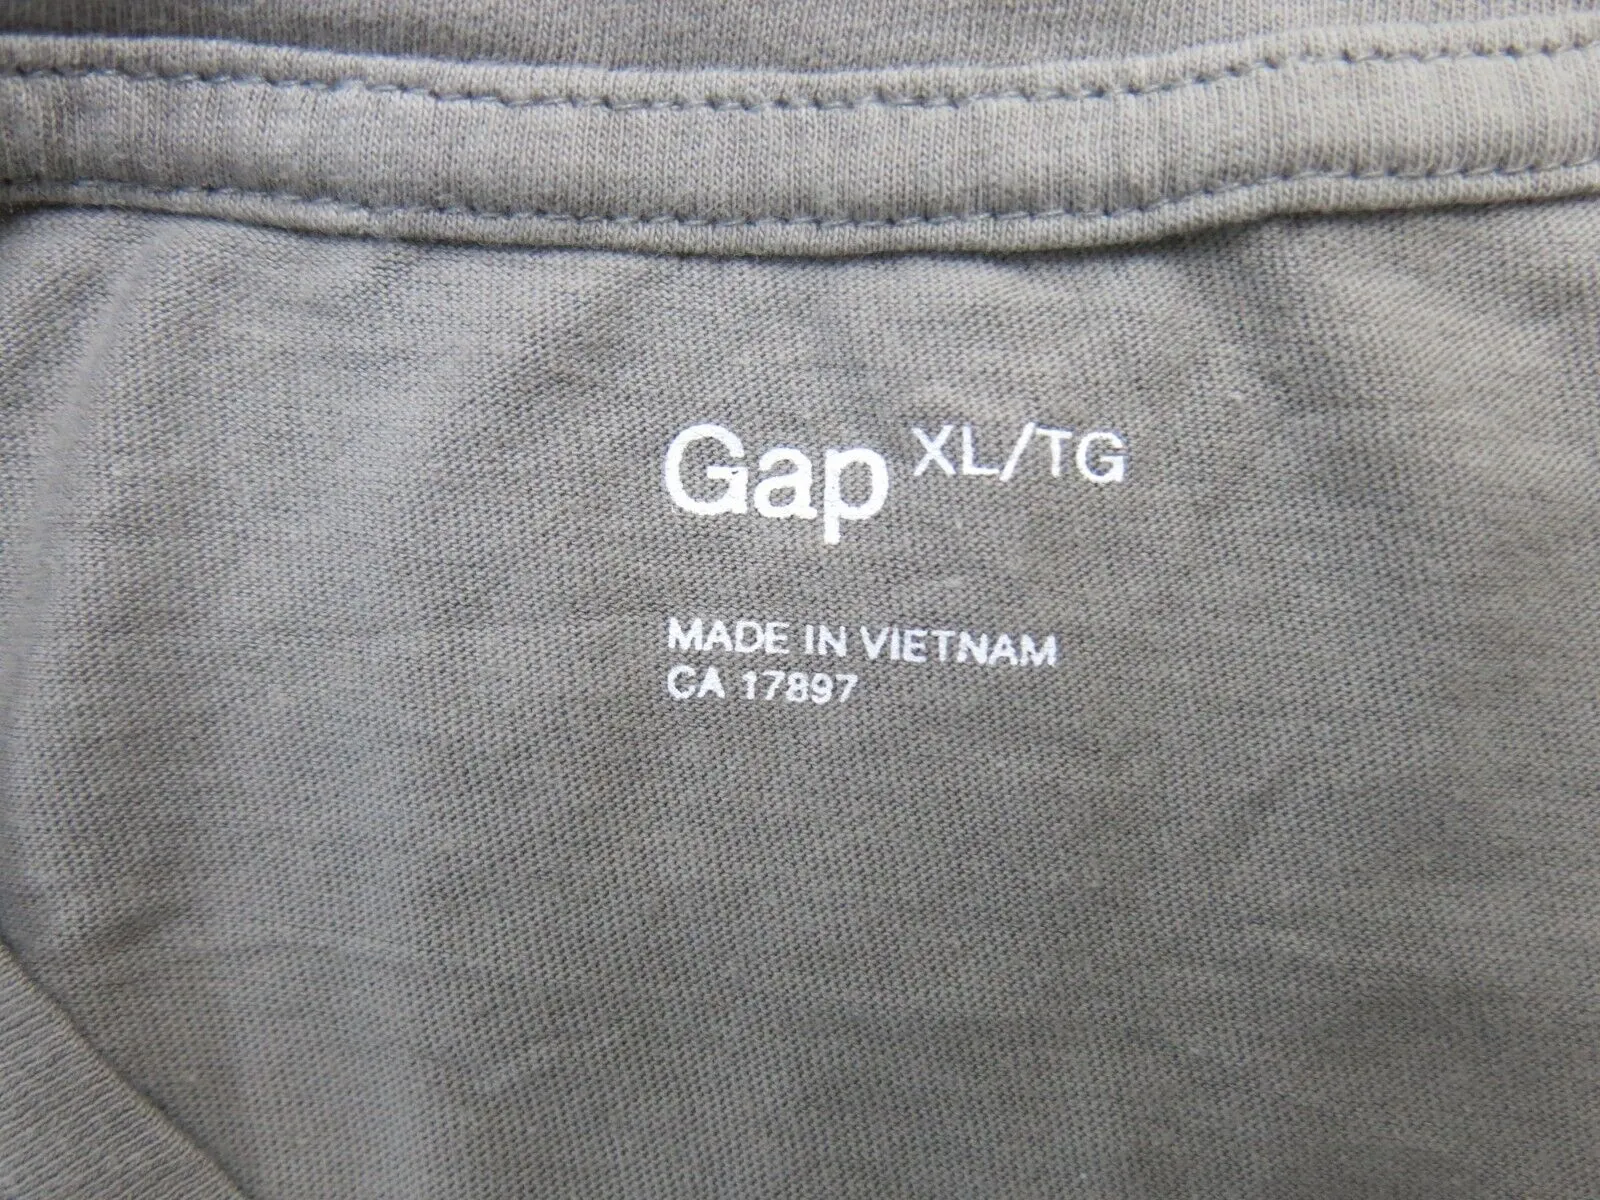 Gap XL/TG
MADE IN VIETNAM
CA 17897